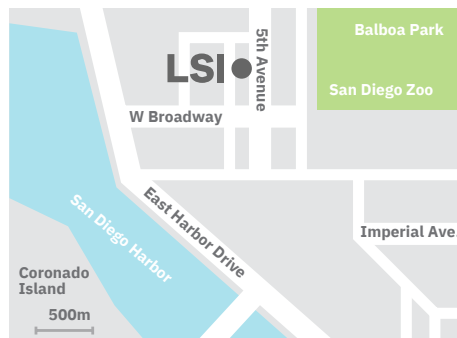 Balboa Park
5th Avenue
LSI
San Diego Zoo
W Broadway
East Harbor Drive
San Diego Harbor
Imperial Ave.
Coronado
Island
500m